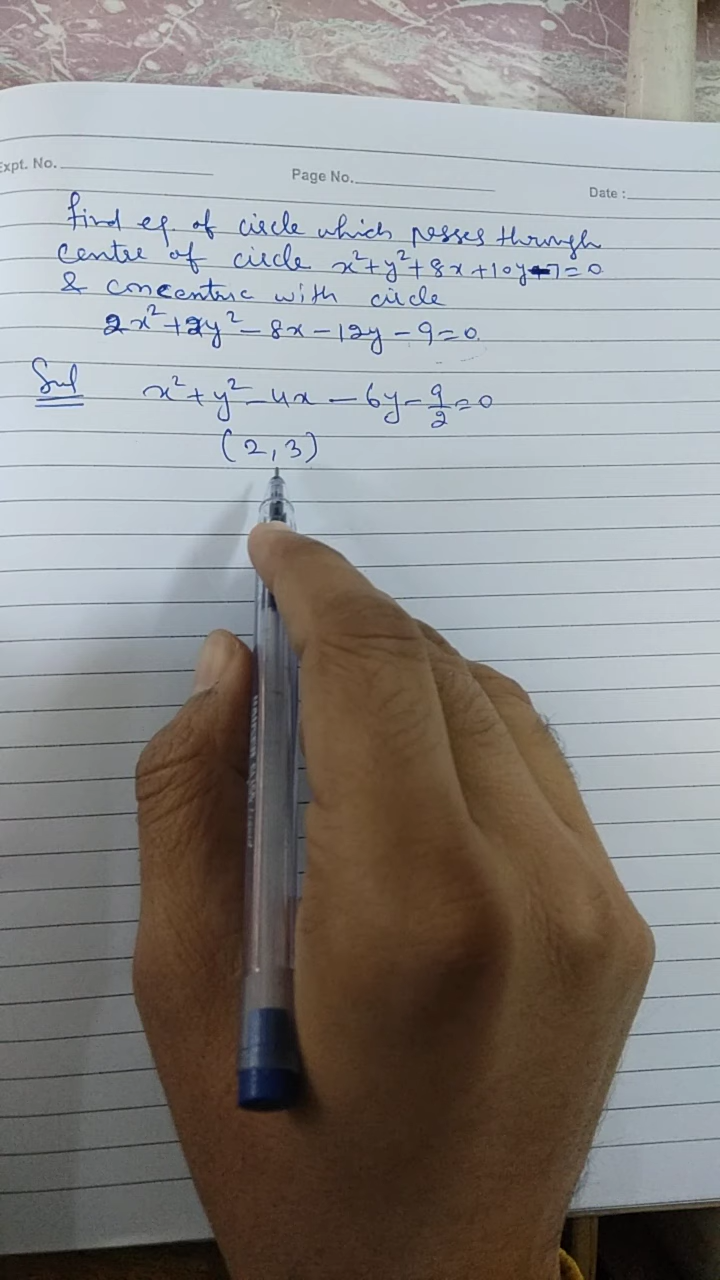 Expt. No.
Page No.
Date :
find eq. of circle which passes through
centre of circle x²+y²+8x+10y-7=0
& concentric with circle
2x²+2y²-8x-12y-9=0
Sol x²+y²-4x-6y-9/2=0
(2,3)